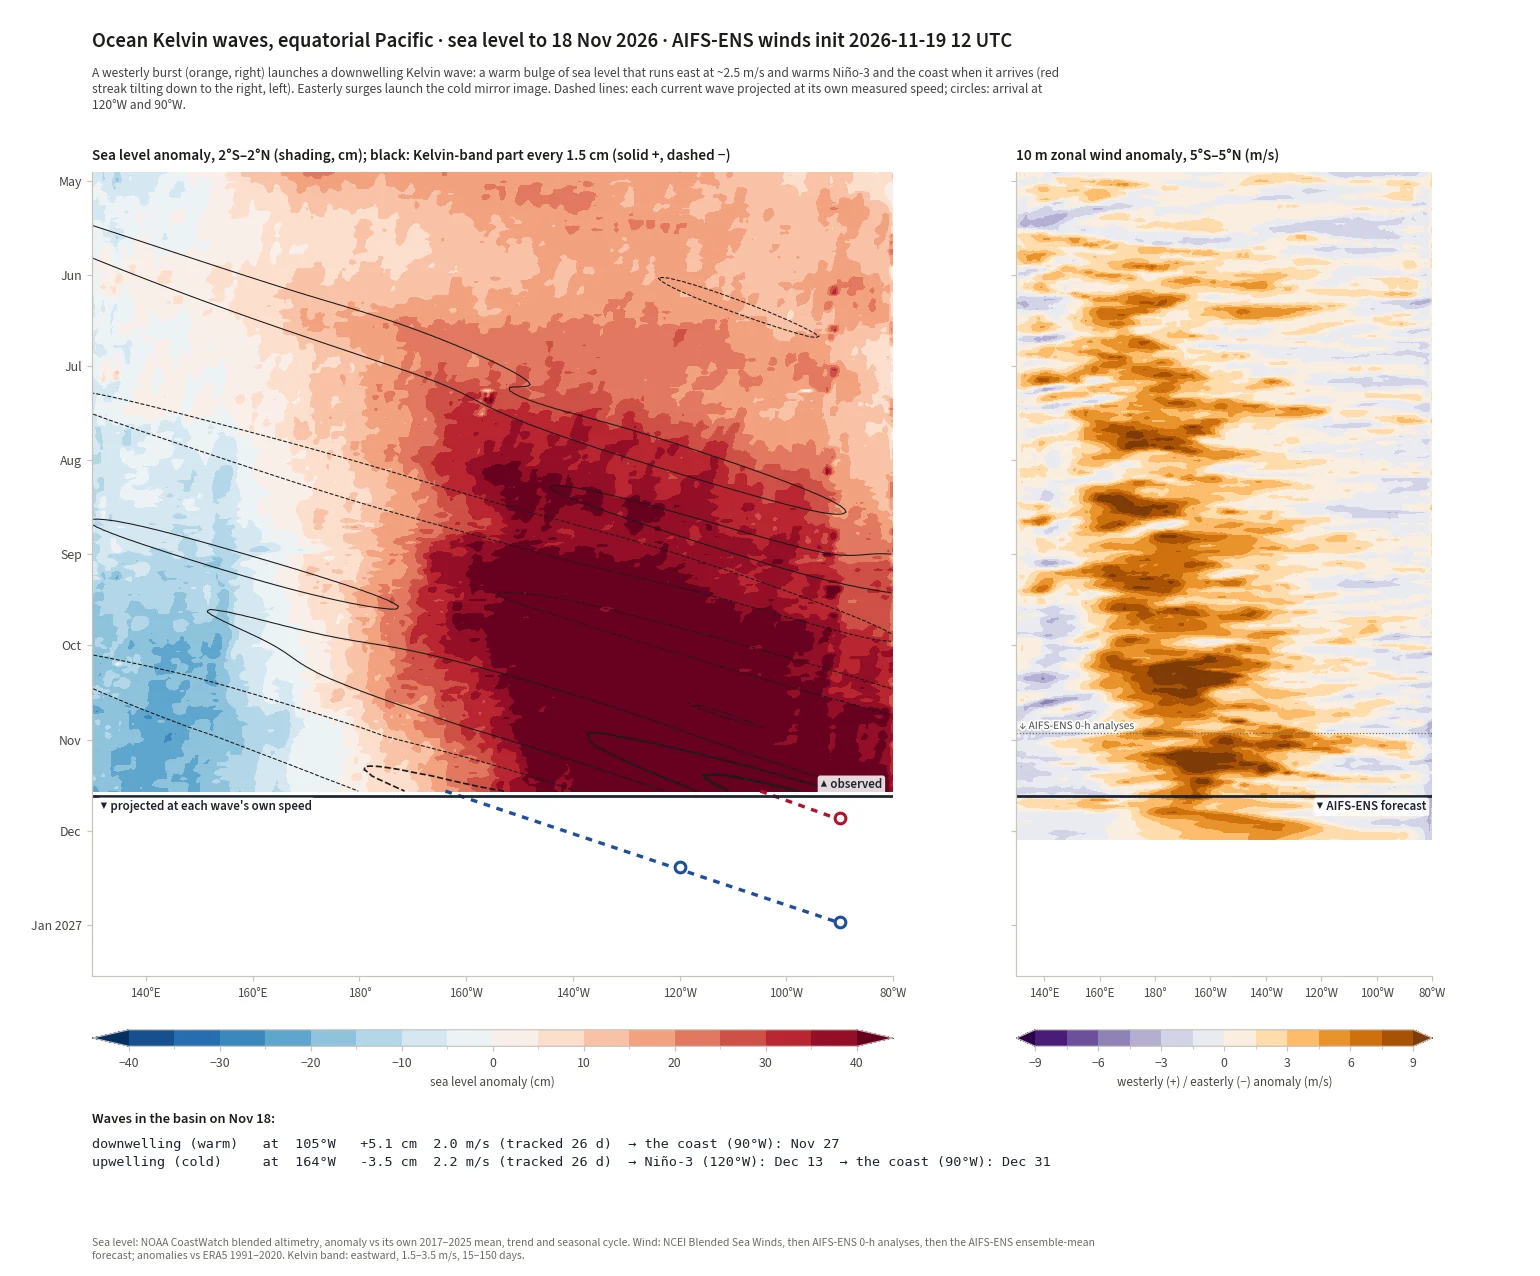 Ocean Kelvin waves, equatorial Pacific · sea level to 18 Nov 2026 · AIFS-ENS winds init 2026-11-19 12 UTC
A westerly burst (orange, right) launches a downwelling Kelvin wave: a warm bulge of sea level that runs east at ~2.5 m/s and warms Niño-3 and the coast when it arrives (red
streak tilting down to the right, left). Easterly surges launch the cold mirror image. Dashed lines: each current wave projected at its own measured speed; circles: arrival at
120°W and 90°W.
Sea level anomaly, 2°S–2°N (shading, cm); black: Kelvin-band part every 1.5 cm (solid +, dashed −)
May
Jun
Jul
Aug
Sep
Oct
Nov
Dec
Jan 2027
▲ observed
▼ projected at each wave's own speed
140°E 160°E 180° 160°W 140°W 120°W 100°W 80°W
−40 −30 −20 −10 0 10 20 30 40
sea level anomaly (cm)
10 m zonal wind anomaly, 5°S–5°N (m/s)
↓ AIFS-ENS 0-h analyses
▼ AIFS-ENS forecast
140°E 160°E 180° 160°W 140°W 120°W 100°W 80°W
−9 −6 −3 0 3 6 9
westerly (+) / easterly (−) anomaly (m/s)
Waves in the basin on Nov 18:
downwelling (warm) at 105°W +5.1 cm 2.0 m/s (tracked 26 d) → the coast (90°W): Nov 27
upwelling (cold) at 164°W -3.5 cm 2.2 m/s (tracked 26 d) → Niño-3 (120°W): Dec 13 → the coast (90°W): Dec 31
Sea level: NOAA CoastWatch blended altimetry, anomaly vs its own 2017–2025 mean, trend and seasonal cycle. Wind: NCEI Blended Sea Winds, then AIFS-ENS 0-h analyses, then the AIFS-ENS ensemble-mean
forecast; anomalies vs ERA5 1991–2020. Kelvin band: eastward, 1.5–3.5 m/s, 15–150 days.